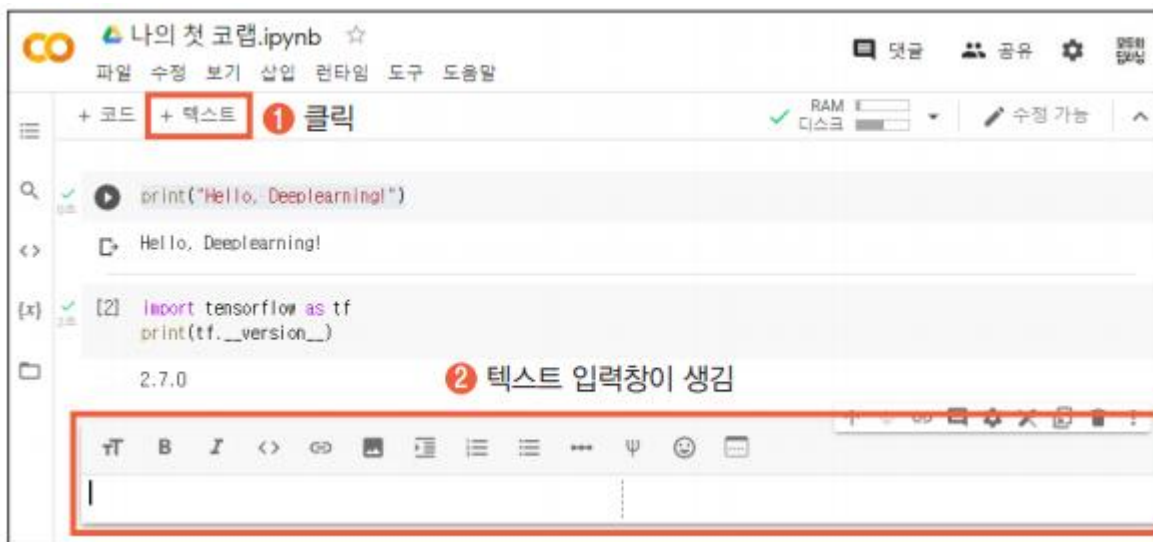 CO 나의 첫 코랩.ipynb
댓글 공유
파일 수정 보기 삽입 런타임 도구 도움말
+ 코드 + 텍스트 1 클릭
RAM
디스크
수정 가능
print("Hello, Deeplearning!")
Hello, Deeplearning!
[2] import tensorflow as tf
print(tf.__version__)
2.7.0
2 텍스트 입력창이 생김